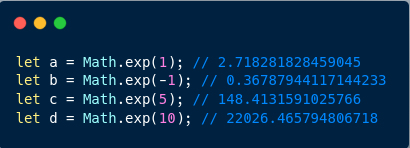 let a = Math.exp(1); // 2.718281828459045
let b = Math.exp(-1); // 0.36787944117144233
let c = Math.exp(5); // 148.4131591025766
let d = Math.exp(10); // 22026.465794806718